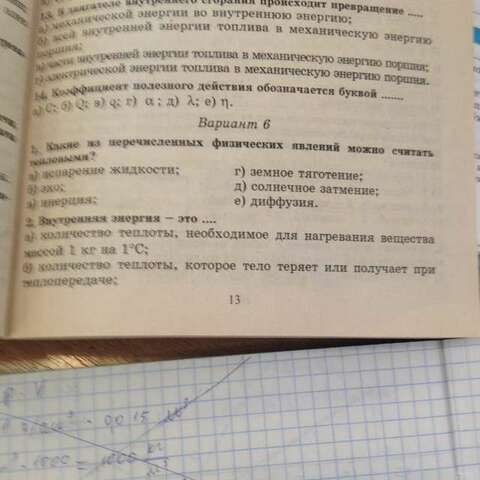 13. В двигателе внутреннего сгорания происходит превращение .....
а) механической энергии во внутреннюю энергию;
б) всей внутренней энергии топлива в механическую энергию
поршня;
в) части внутренней энергии топлива в механическую энергию поршня;
г) электрической энергии топлива в механическую энергию поршня.
14. Коэффициент полезного действия обозначается буквой .......
а) С; б) Q; в) q; г) α ; д) λ; е) η.
Вариант 6
1. Какие из перечисленных физических явлений можно считать
тепловыми?
а) испарение жидкости; г) земное тяготение;
б) эхо; д) солнечное затмение;
в) инерция; е) диффузия.
2. Внутренняя энергия – это ....
а) количество теплоты, необходимое для нагревания вещества
массой 1 кг на 1°С;
б) количество теплоты, которое тело теряет или получает при
теплопередаче;
13